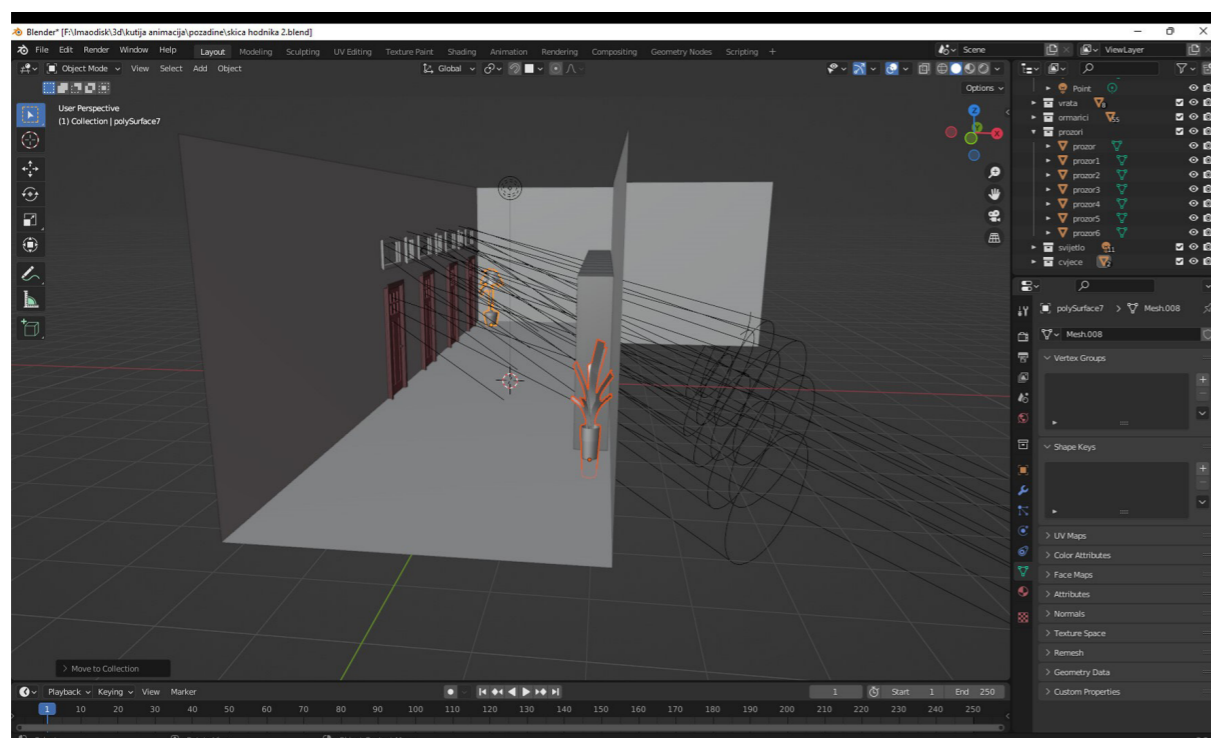 Blender* [F:\lmaodisk\3d\kutija animacija\pozadine\skica hodnika 2.blend]
File Edit Render Window Help Layout Modeling Sculpting UV Editing Texture Paint Shading Animation Rendering Compositing Geometry Nodes Scripting + Scene ViewLayer
Object Mode View Select Add Object Global
Options
User Perspective
(1) Collection | polySurface7
Z
X
Point
vrata 8
ormarici 55
prozori
prozor
prozor1
prozor2
prozor3
prozor4
prozor5
prozor6
svijetlo 11
cvjece 2
polySurface7 > Mesh.008
Mesh.008
Vertex Groups
Shape Keys
UV Maps
Color Attributes
Face Maps
Attributes
Normals
Texture Space
Remesh
Geometry Data
Custom Properties
> Move to Collection
Playback Keying View Marker 1 Start 1 End 250
1 10 20 30 40 50 60 70 80 90 100 110 120 130 140 150 160 170 180 190 200 210 220 230 240 250